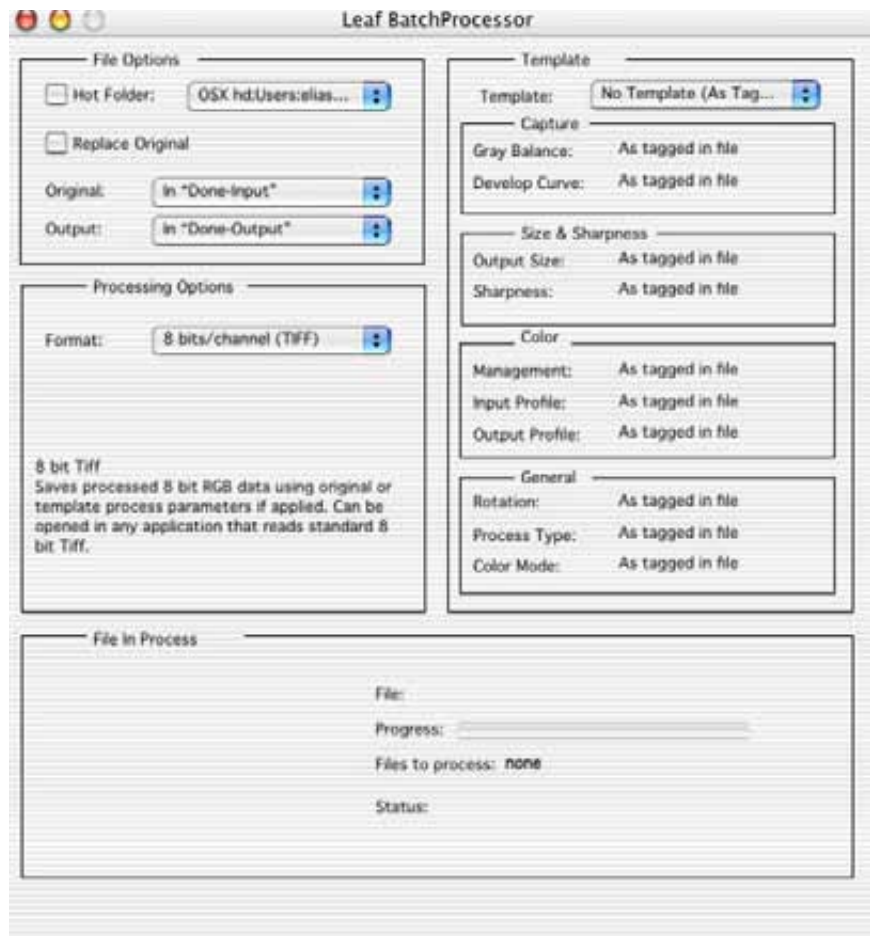 Leaf BatchProcessor
File Options
Hot Folder: OSX hd:Users:elias...
Replace Original
Original: In "Done-Input"
Output: In "Done-Output"
Processing Options
Format: 8 bits/channel (TIFF)
8 bit Tiff
Saves processed 8 bit RGB data using original or
template process parameters if applied. Can be
opened in any application that reads standard 8
bit Tiff.
Template
Template: No Template (As Tag...
Capture
Gray Balance: As tagged in file
Develop Curve: As tagged in file
Size & Sharpness
Output Size: As tagged in file
Sharpness: As tagged in file
Color
Management: As tagged in file
Input Profile: As tagged in file
Output Profile: As tagged in file
General
Rotation: As tagged in file
Process Type: As tagged in file
Color Mode: As tagged in file
File In Process
File:
Progress:
Files to process: none
Status: